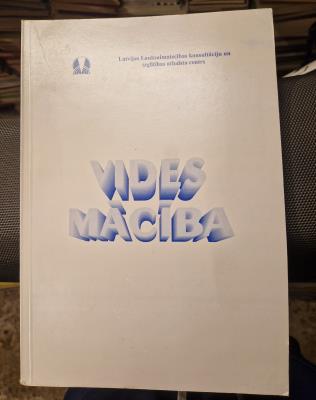 Latvijas Lauksaimniecības konsultāciju un
izglītības atbalsta centrs
VIDES
MĀCĪBA